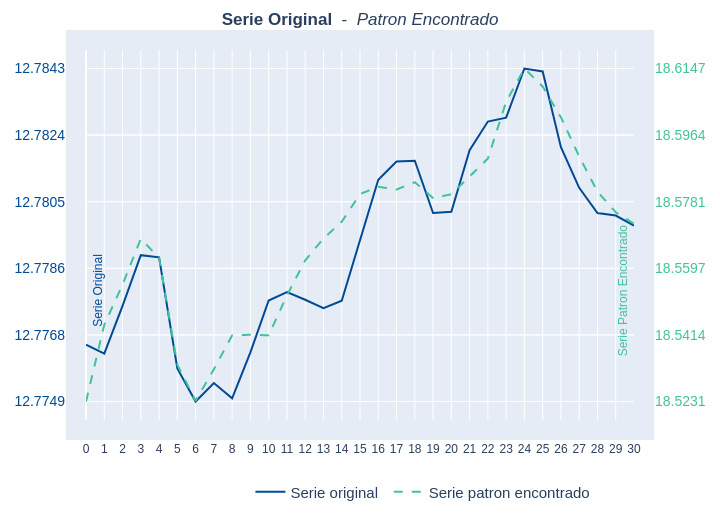 Serie Original - Patron Encontrado
12.7843
12.7824
12.7805
12.7786
12.7768
12.7749
Serie Original
18.6147
18.5964
18.5781
18.5597
18.5414
18.5231
Serie Patron Encontrado
0 1 2 3 4 5 6 7 8 9 10 11 12 13 14 15 16 17 18 19 20 21 22 23 24 25 26 27 28 29 30
Serie original Serie patron encontrado